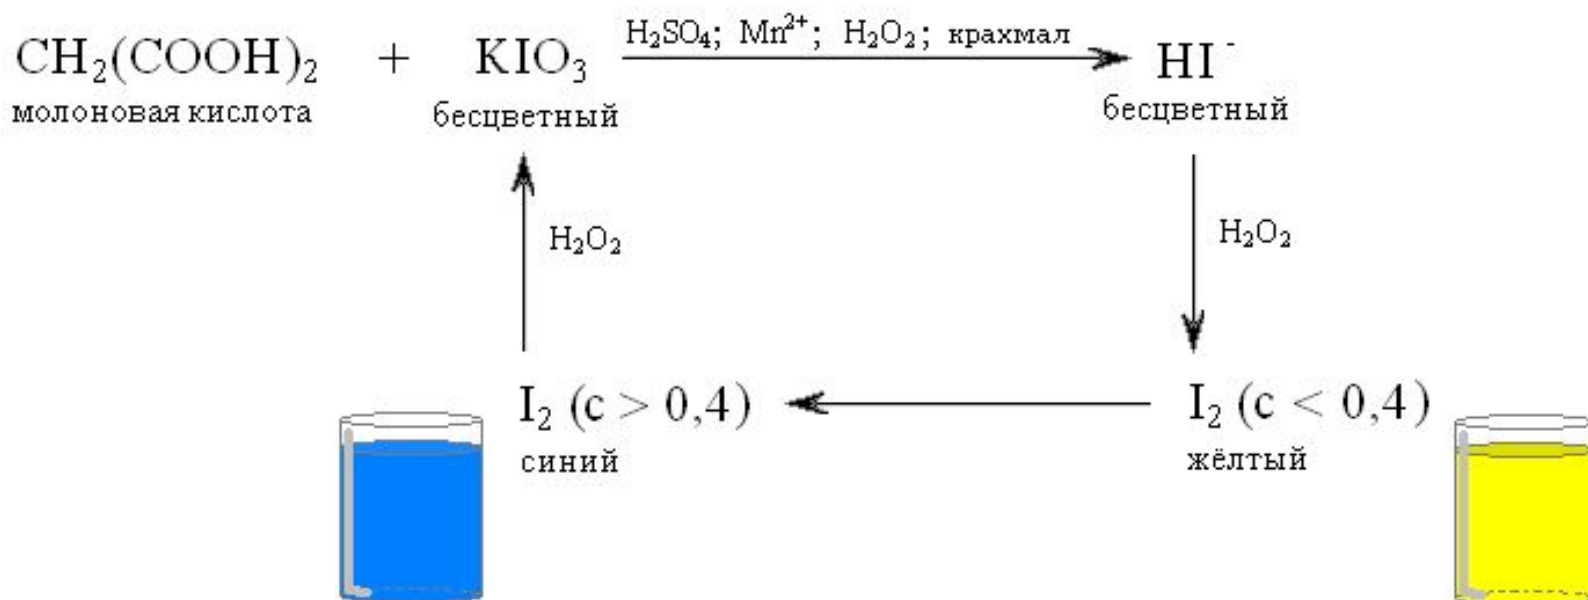 H₂SO₄; Mn²⁺; H₂O₂; крахмал
CH₂(COOH)₂ + KIO₃ HI⁻
молоновая кислота бесцветный бесцветный
H₂O₂ H₂O₂
I₂ (c > 0,4) I₂ (c < 0,4)
синий жёлтый